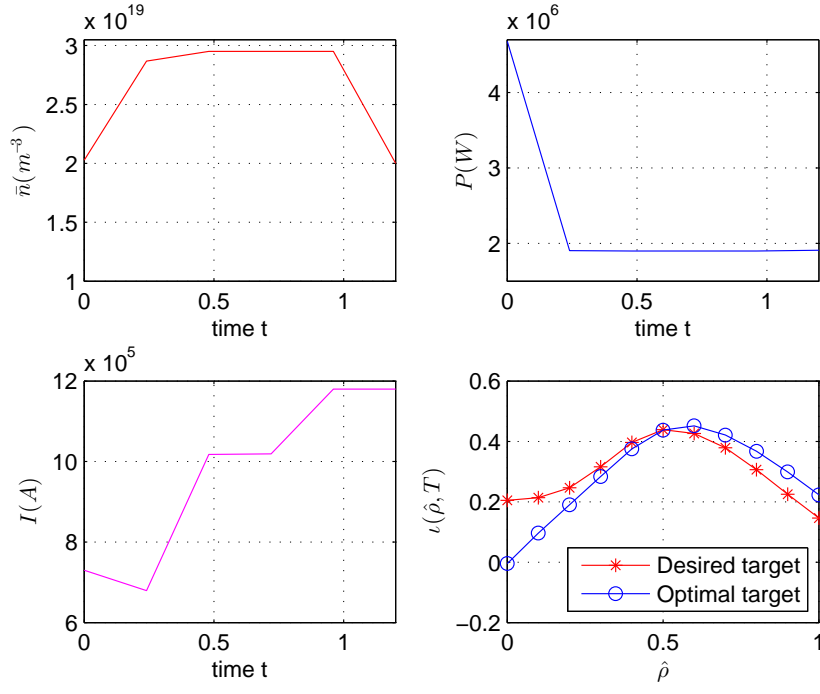 x 10^19
3
2.5
2
1.5
1
n̄(m^{-3})
0
0.5
1
time t
x 10^6
4
3
2
P(W)
0
0.5
1
time t
x 10^5
12
10
8
6
I(A)
0
0.5
1
time t
0.6
0.4
0.2
0
−0.2
ι(ρ̂, T)
Desired target
Optimal target
0
0.5
1
ρ̂